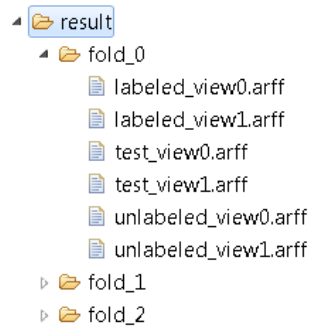 result
fold_0
labeled_view0.arff
labeled_view1.arff
test_view0.arff
test_view1.arff
unlabeled_view0.arff
unlabeled_view1.arff
fold_1
fold_2